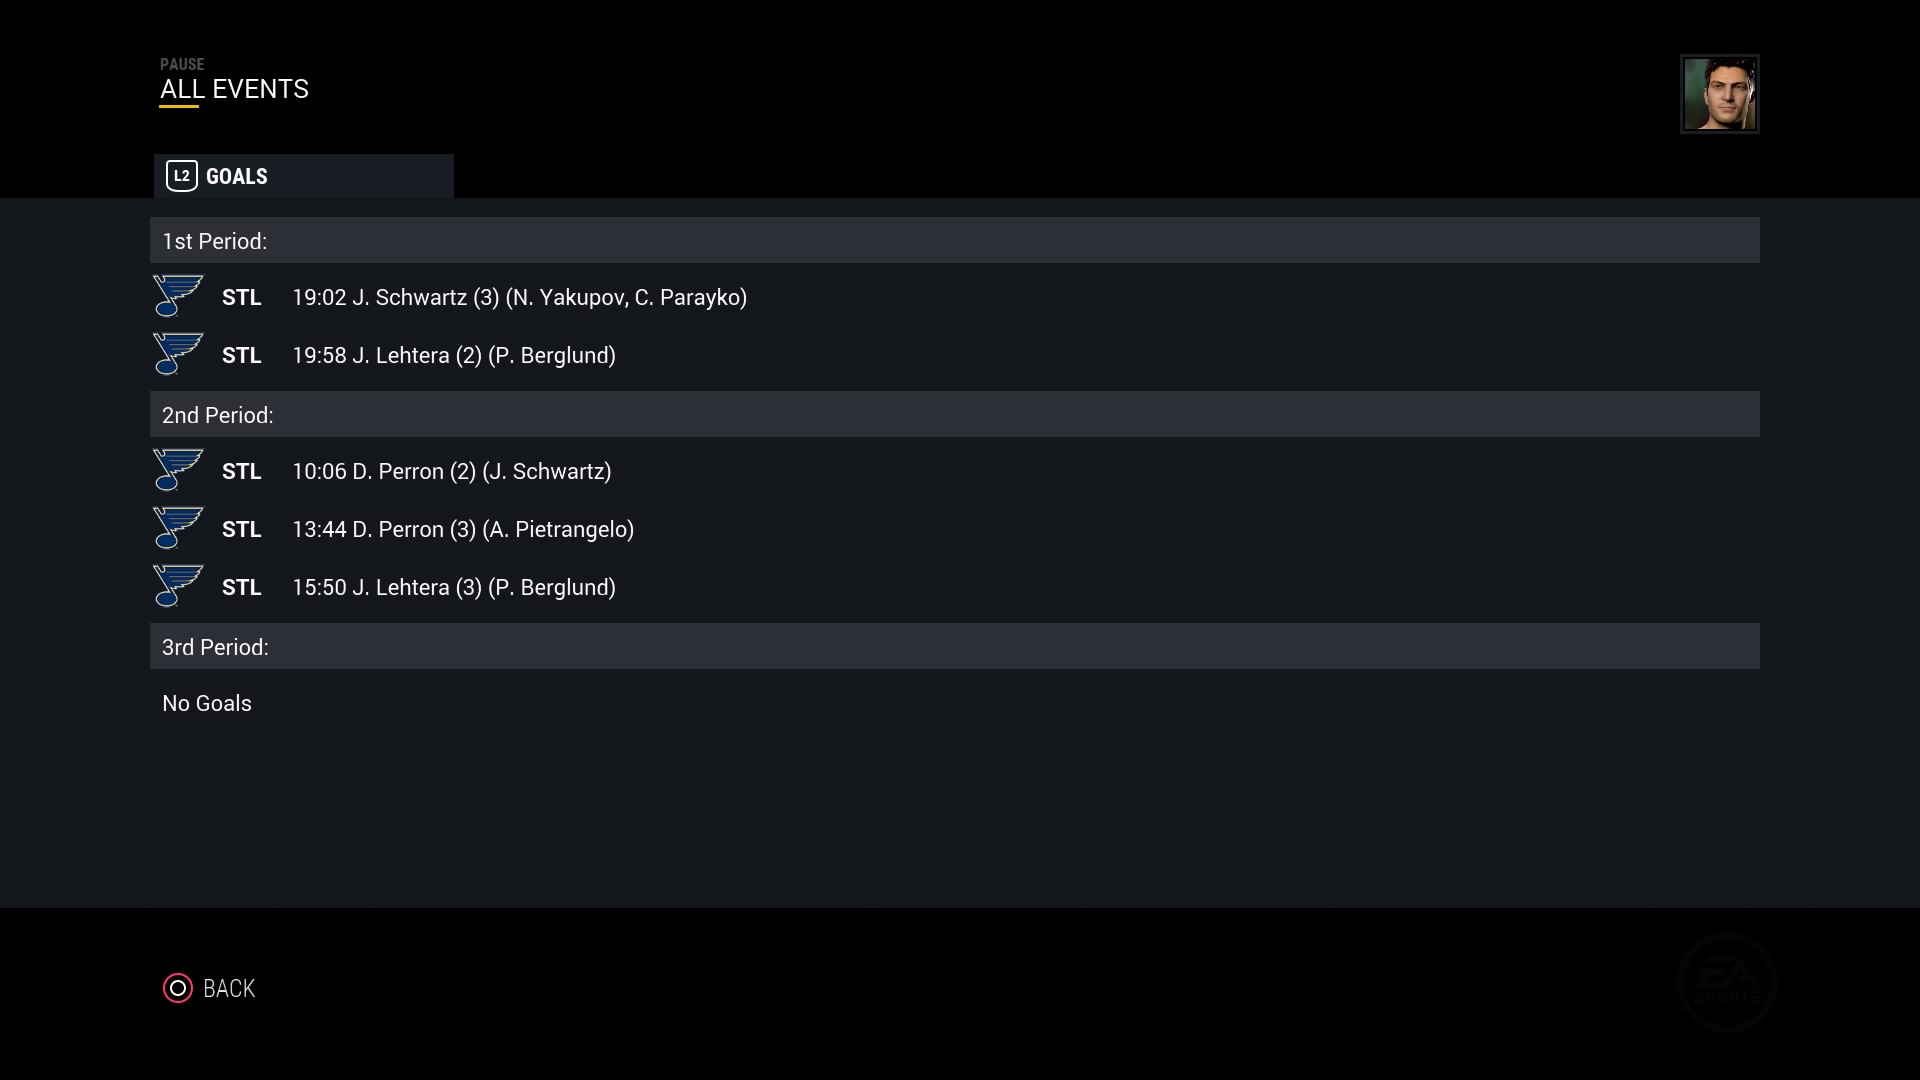 PAUSE
ALL EVENTS
L2 GOALS
1st Period:
STL 19:02 J. Schwartz (3) (N. Yakupov, C. Parayko)
STL 19:58 J. Lehtera (2) (P. Berglund)
2nd Period:
STL 10:06 D. Perron (2) (J. Schwartz)
STL 13:44 D. Perron (3) (A. Pietrangelo)
STL 15:50 J. Lehtera (3) (P. Berglund)
3rd Period:
No Goals
BACK
EA
SPORTS